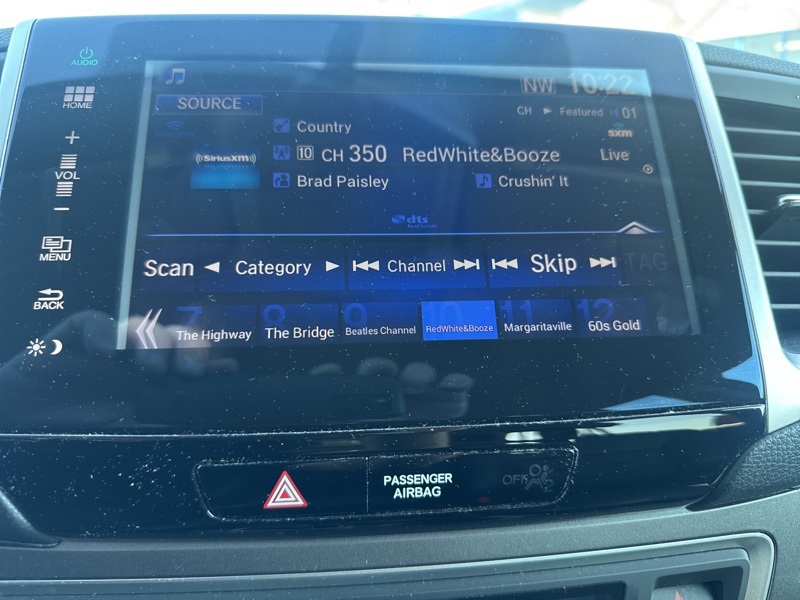 AUDIO
HOME
VOL
MENU
BACK
NW 10:22
SOURCE
CH Featured 01
sxm
Country
((SiriusXM)) 10 CH 350 RedWhite&Booze Live
Brad Paisley Crushin' It
dts
Scan Category Channel Skip TAG
7 8 9 10 11 12
The Highway The Bridge Beatles Channel RedWhite&Booze Margaritaville 60s Gold
PASSENGER
AIRBAG
OFF